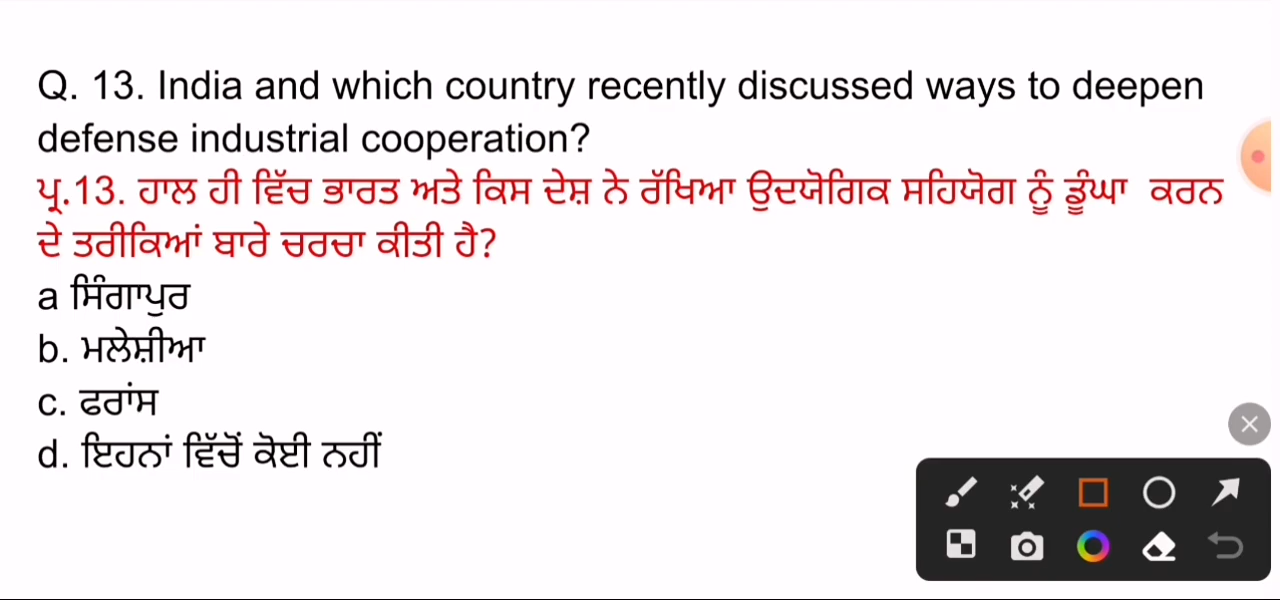 Q. 13. India and which country recently discussed ways to deepen
defense industrial cooperation?
ਪ੍ਰ.13. ਹਾਲ ਹੀ ਵਿੱਚ ਭਾਰਤ ਅਤੇ ਕਿਸ ਦੇਸ਼ ਨੇ ਰੱਖਿਆ ਉਦਯੋਗਿਕ ਸਹਿਯੋਗ ਨੂੰ ਡੂੰਘਾ ਕਰਨ
ਦੇ ਤਰੀਕਿਆਂ ਬਾਰੇ ਚਰਚਾ ਕੀਤੀ ਹੈ?
a ਸਿੰਗਾਪੁਰ
b. ਮਲੇਸ਼ੀਆ
c. ਫਰਾਂਸ
d. ਇਹਨਾਂ ਵਿੱਚੋਂ ਕੋਈ ਨਹੀਂ